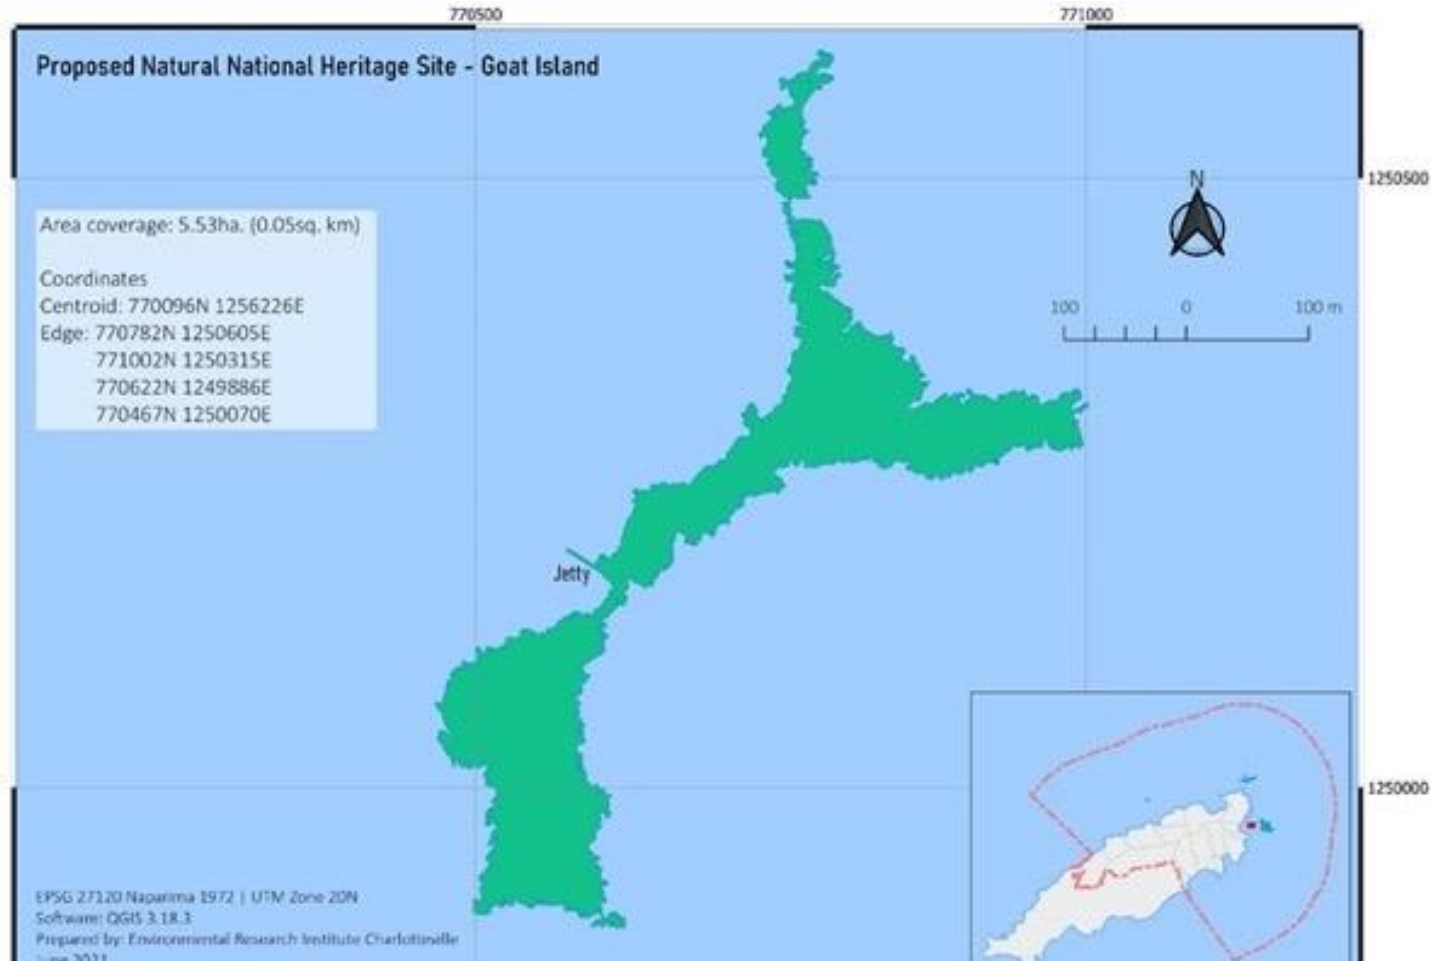 770500
771000
Proposed Natural National Heritage Site - Goat Island
1250500
N
Area coverage: 5.53ha. (0.05sq. km)
Coordinates
Centroid: 770096N 1256226E
Edge: 770782N 1250605E
771002N 1250315E
770622N 1249886E
770467N 1250070E
100 0 100 m
Jetty
1250000
EPSG 27120 Naparima 1972 | UTM Zone 20N
Software: QGIS 3.18.3
Prepared by: Environmental Research Institute Charlotteville
June 2021